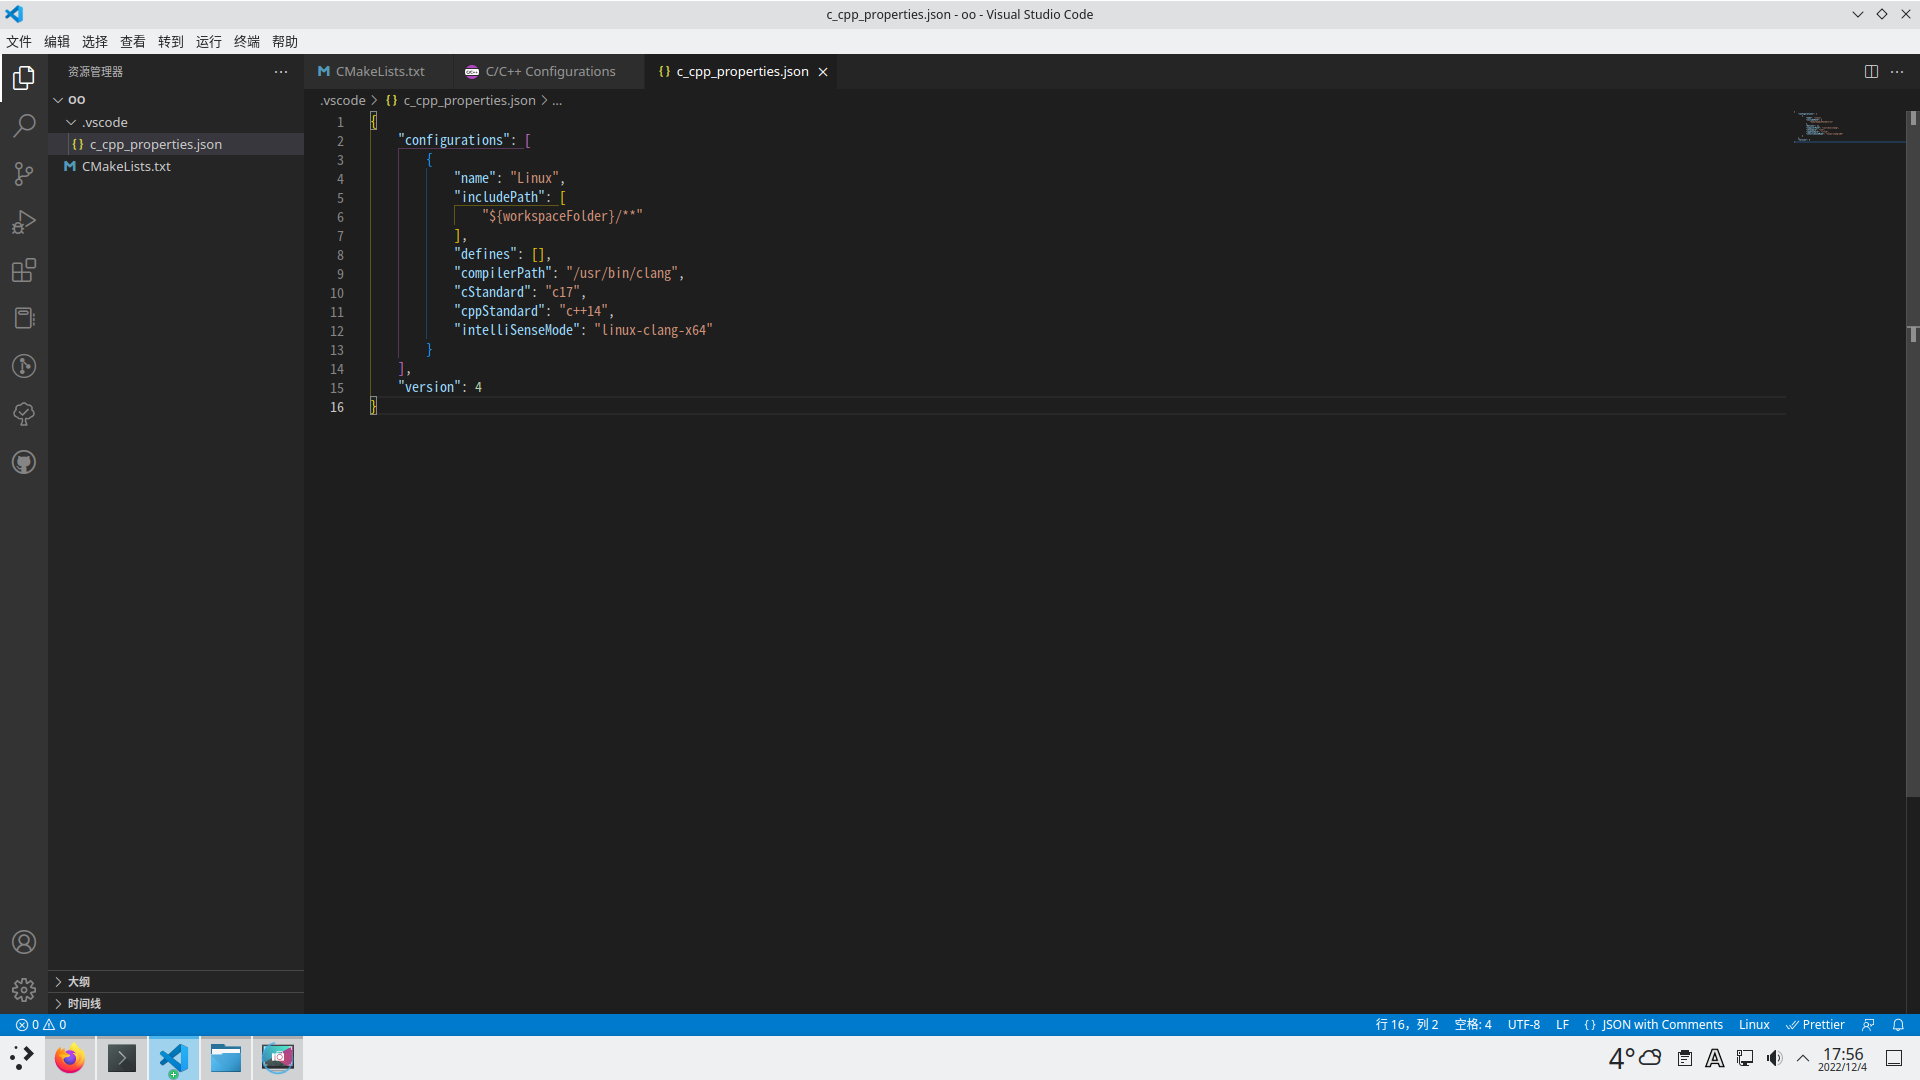 c_cpp_properties.json - oo - Visual Studio Code
文件 编辑 选择 查看 转到 运行 终端 帮助
资源管理器
OO
.vscode
c_cpp_properties.json
CMakeLists.txt
大纲
时间线
CMakeLists.txt C/C++ Configurations c_cpp_properties.json
.vscode > {} c_cpp_properties.json > ...
1 {
2 "configurations": [
3 {
4 "name": "Linux",
5 "includePath": [
6 "${workspaceFolder}/**"
7 ],
8 "defines": [],
9 "compilerPath": "/usr/bin/clang",
10 "cStandard": "c17",
11 "cppStandard": "c++14",
12 "intelliSenseMode": "linux-clang-x64"
13 }
14 ],
15 "version": 4
16 }
0 0 行 16，列 2 空格: 4 UTF-8 LF {} JSON with Comments Linux Prettier
4° A 17:56
2022/12/4